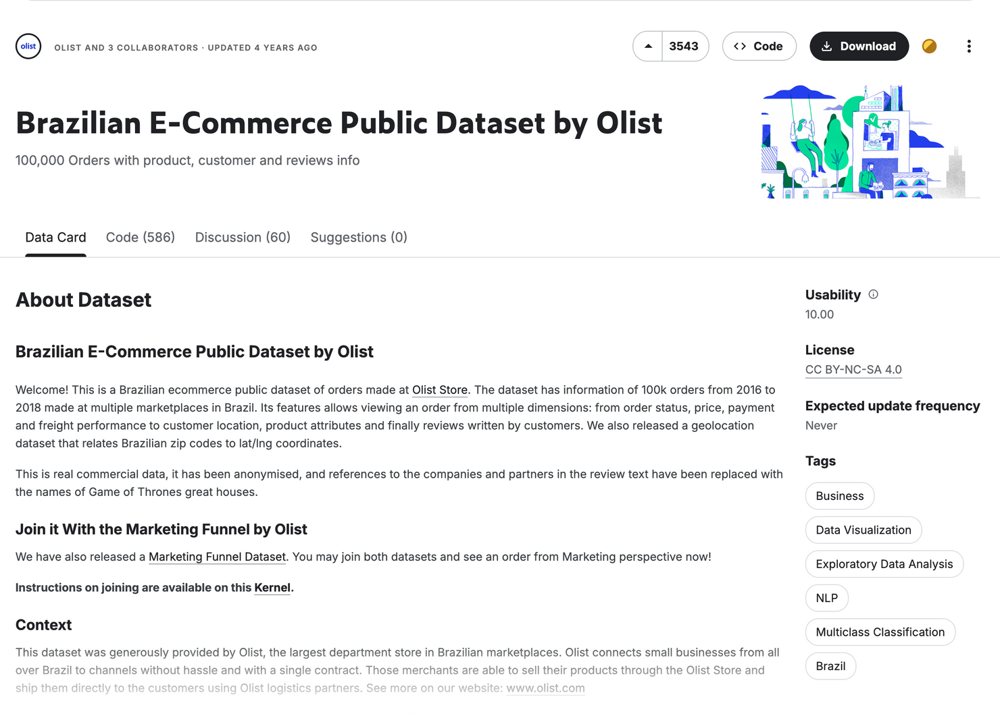 olist
OLIST AND 3 COLLABORATORS · UPDATED 4 YEARS AGO
3543
Code
Download
Brazilian E-Commerce Public Dataset by Olist
100,000 Orders with product, customer and reviews info
Data Card
Code (586)
Discussion (60)
Suggestions (0)
About Dataset
Brazilian E-Commerce Public Dataset by Olist
Welcome! This is a Brazilian ecommerce public dataset of orders made at Olist Store. The dataset has information of 100k orders from 2016 to
2018 made at multiple marketplaces in Brazil. Its features allows viewing an order from multiple dimensions: from order status, price, payment
and freight performance to customer location, product attributes and finally reviews written by customers. We also released a geolocation
dataset that relates Brazilian zip codes to lat/lng coordinates.
This is real commercial data, it has been anonymised, and references to the companies and partners in the review text have been replaced with
the names of Game of Thrones great houses.
Join it With the Marketing Funnel by Olist
We have also released a Marketing Funnel Dataset. You may join both datasets and see an order from Marketing perspective now!
Instructions on joining are available on this Kernel.
Context
This dataset was generously provided by Olist, the largest department store in Brazilian marketplaces. Olist connects small businesses from all
over Brazil to channels without hassle and with a single contract. Those merchants are able to sell their products through the Olist Store and
ship them directly to the customers using Olist logistics partners. See more on our website: www.olist.com
Usability
10.00
License
CC BY-NC-SA 4.0
Expected update frequency
Never
Tags
Business
Data Visualization
Exploratory Data Analysis
NLP
Multiclass Classification
Brazil